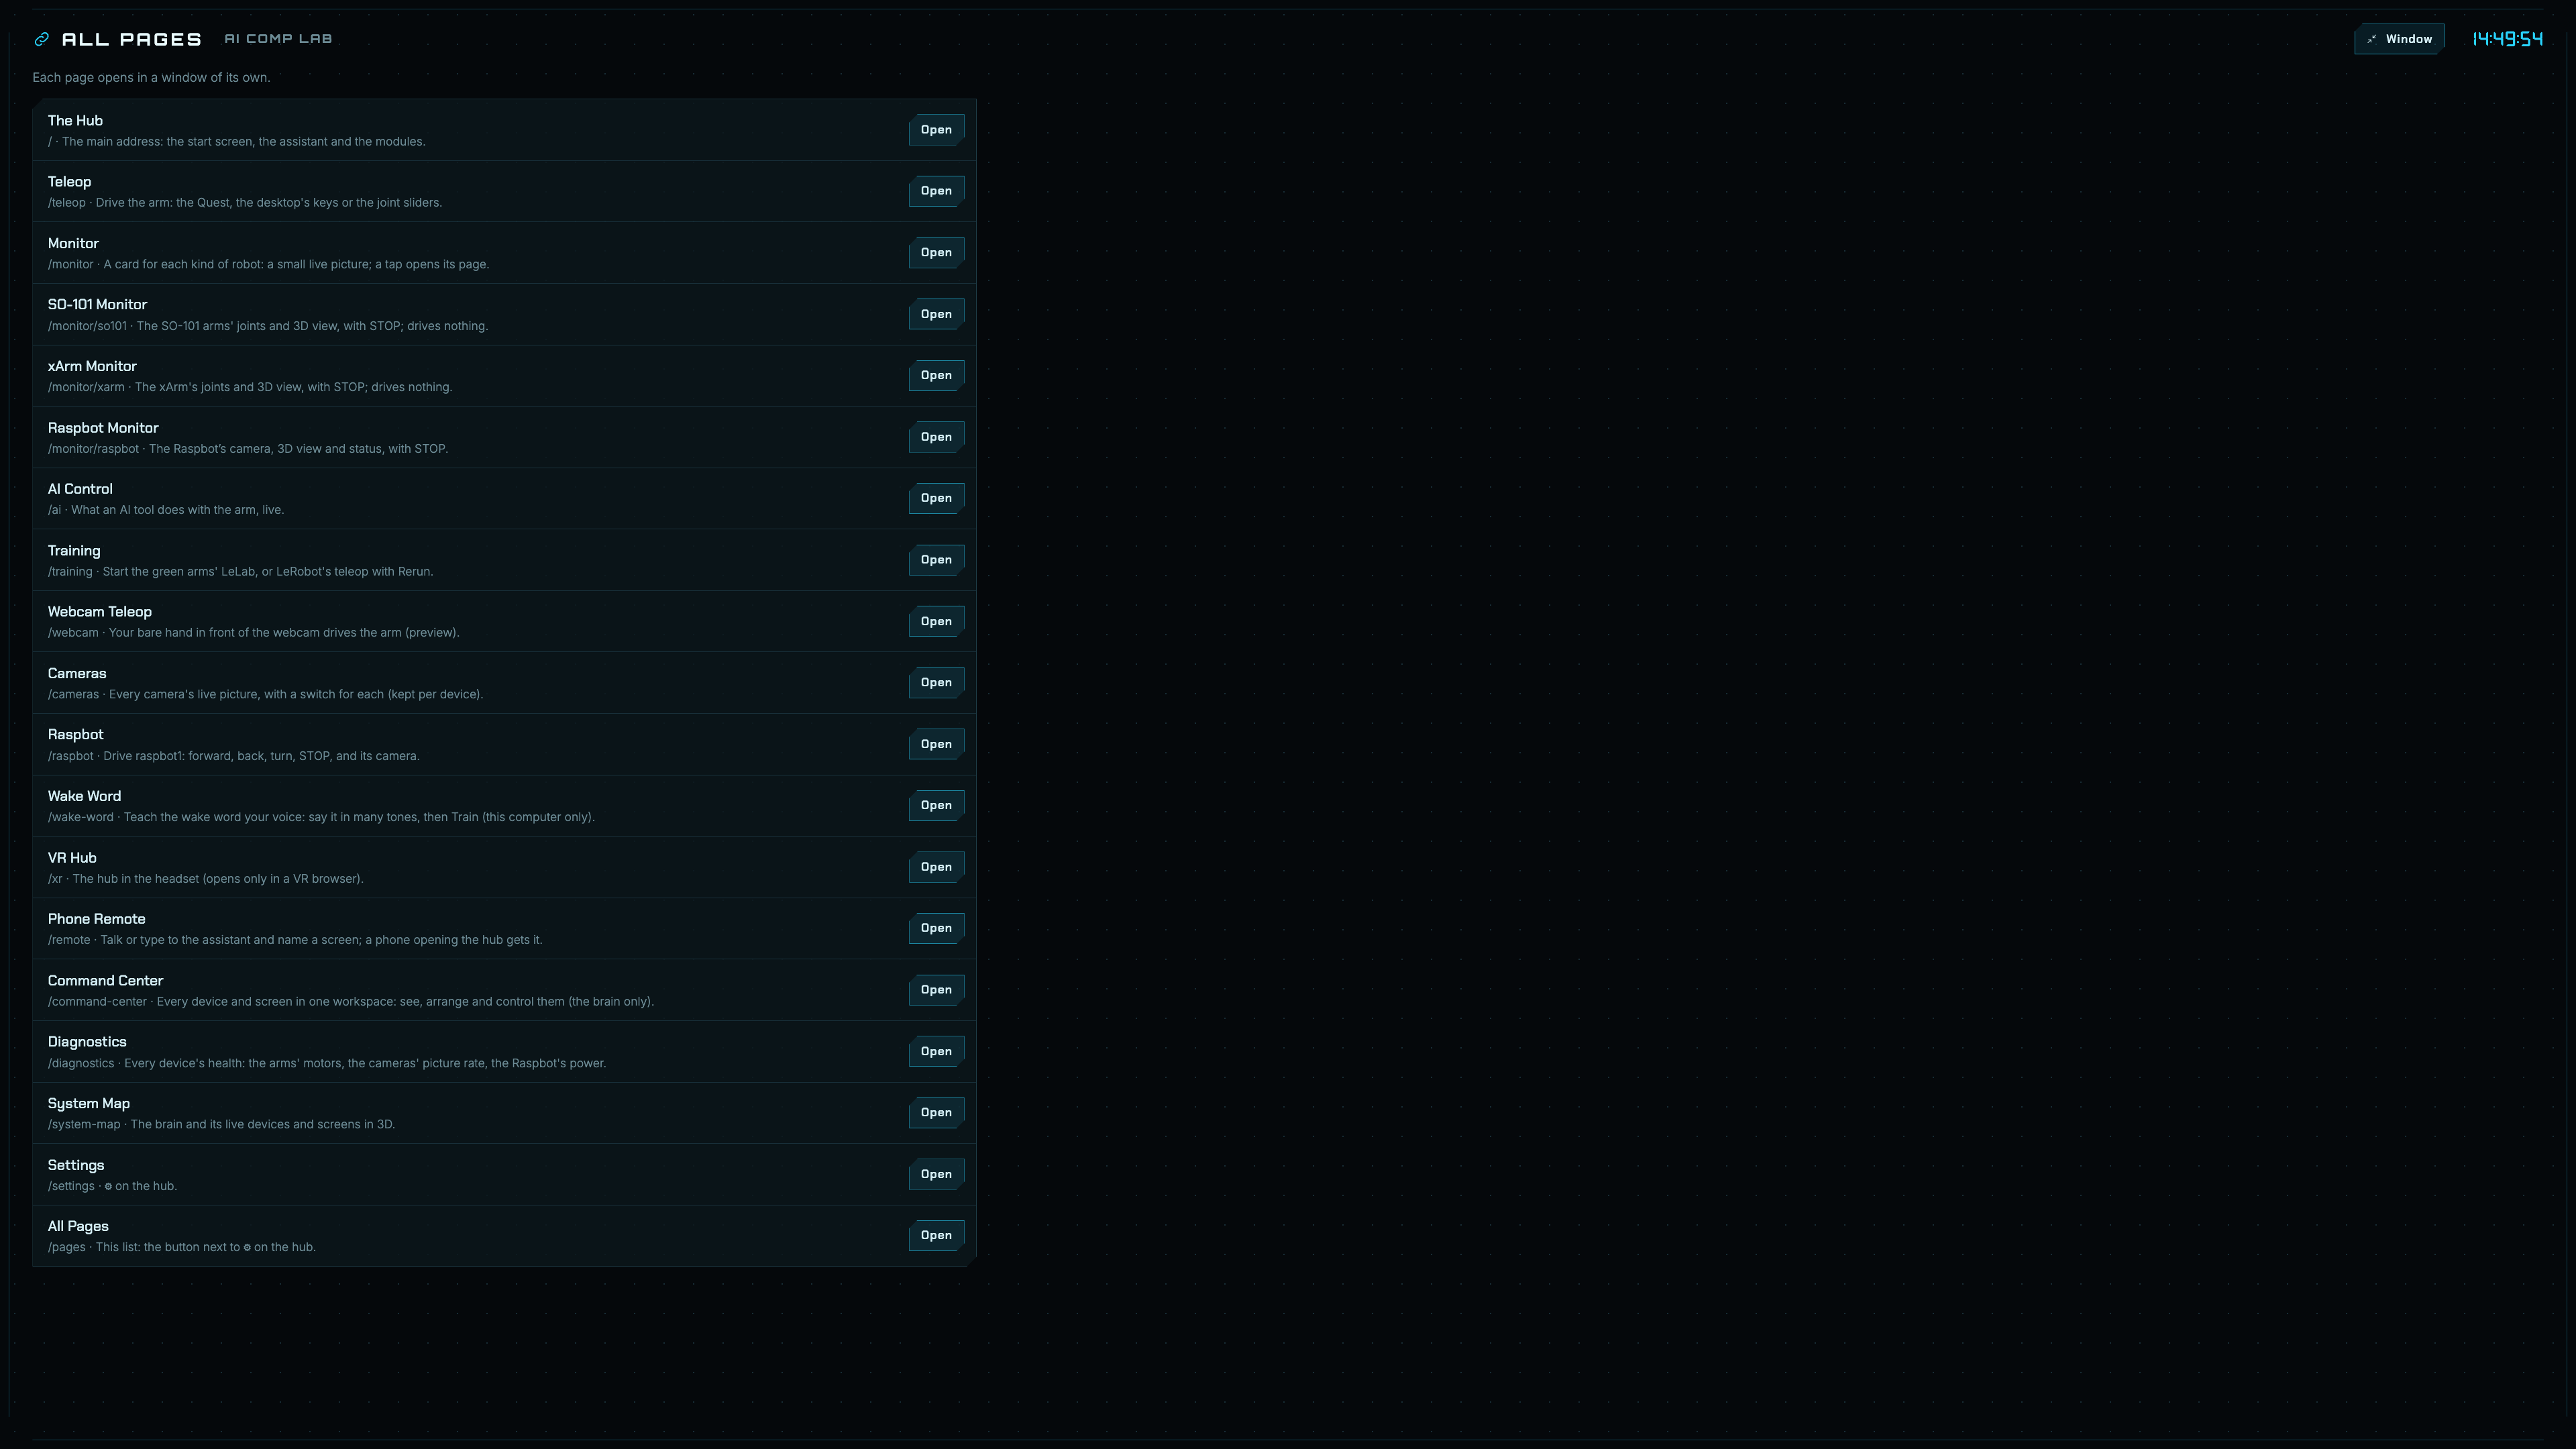 ALL PAGES AI COMP LAB
Window 14:49:54
Each page opens in a window of its own.
The Hub
/ · The main address: the start screen, the assistant and the modules.
Open
Teleop
/teleop · Drive the arm: the Quest, the desktop's keys or the joint sliders.
Open
Monitor
/monitor · A card for each kind of robot: a small live picture; a tap opens its page.
Open
SO-101 Monitor
/monitor/so101 · The SO-101 arms' joints and 3D view, with STOP; drives nothing.
Open
xArm Monitor
/monitor/xarm · The xArm's joints and 3D view, with STOP; drives nothing.
Open
Raspbot Monitor
/monitor/raspbot · The Raspbot's camera, 3D view and status, with STOP.
Open
AI Control
/ai · What an AI tool does with the arm, live.
Open
Training
/training · Start the green arms' LeLab, or LeRobot's teleop with Rerun.
Open
Webcam Teleop
/webcam · Your bare hand in front of the webcam drives the arm (preview).
Open
Cameras
/cameras · Every camera's live picture, with a switch for each (kept per device).
Open
Raspbot
/raspbot · Drive raspbot1: forward, back, turn, STOP, and its camera.
Open
Wake Word
/wake-word · Teach the wake word your voice: say it in many tones, then Train (this computer only).
Open
VR Hub
/xr · The hub in the headset (opens only in a VR browser).
Open
Phone Remote
/remote · Talk or type to the assistant and name a screen; a phone opening the hub gets it.
Open
Command Center
/command-center · Every device and screen in one workspace: see, arrange and control them (the brain only).
Open
Diagnostics
/diagnostics · Every device's health: the arms' motors, the cameras' picture rate, the Raspbot's power.
Open
System Map
/system-map · The brain and its live devices and screens in 3D.
Open
Settings
/settings · ⚙ on the hub.
Open
All Pages
/pages · This list: the button next to ⚙ on the hub.
Open